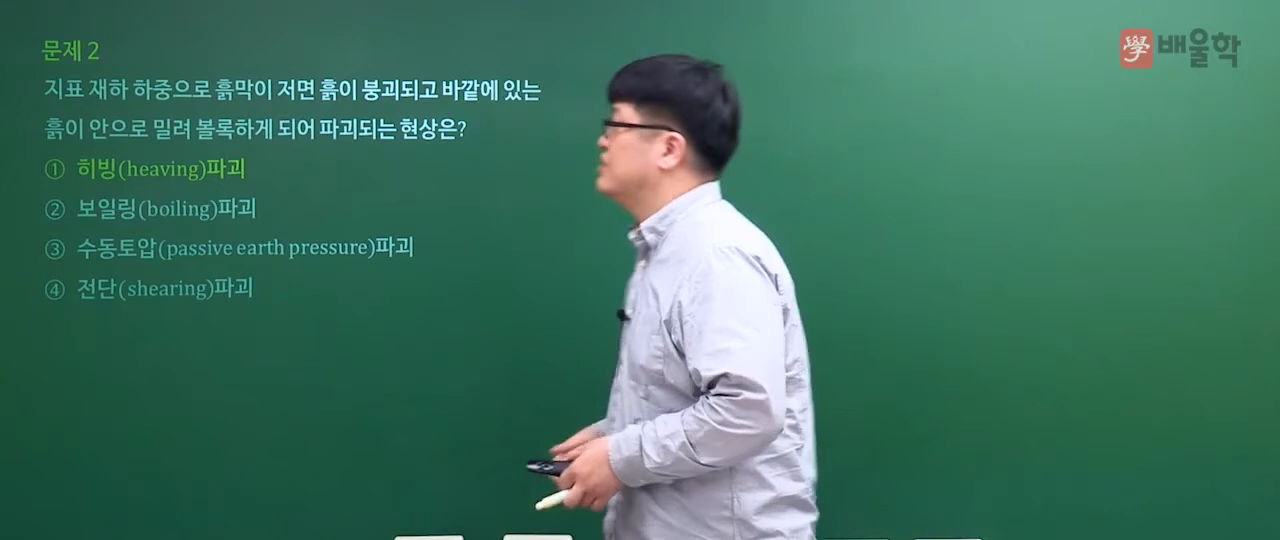 문제 2
지표 재하 하중으로 흙막이 저면 흙이 붕괴되고 바깥에 있는
흙이 안으로 밀려 볼록하게 되어 파괴되는 현상은?
① 히빙(heaving)파괴
② 보일링(boiling)파괴
③ 수동토압(passive earth pressure)파괴
④ 전단(shearing)파괴
學 배울학